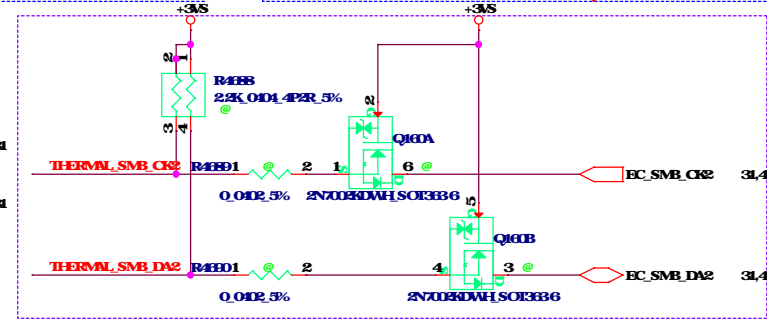 +3VS
+3VS
2 1
R4688
2.2K_0404_4P2R_5%
@
3 4
2
Q160A
THERMAL_SMB_CK2
R4689 1 @ 2
1 S
6 @
D
EC_SMB_CK2
31,4
0_0402_5%
2N7002KDWH_SOT363-6
5
Q160B
THERMAL_SMB_DA2
R4690 1 @ 2
4 S
3 @
D
EC_SMB_DA2
31,4
0_0402_5%
2N7002KDWH_SOT363-6